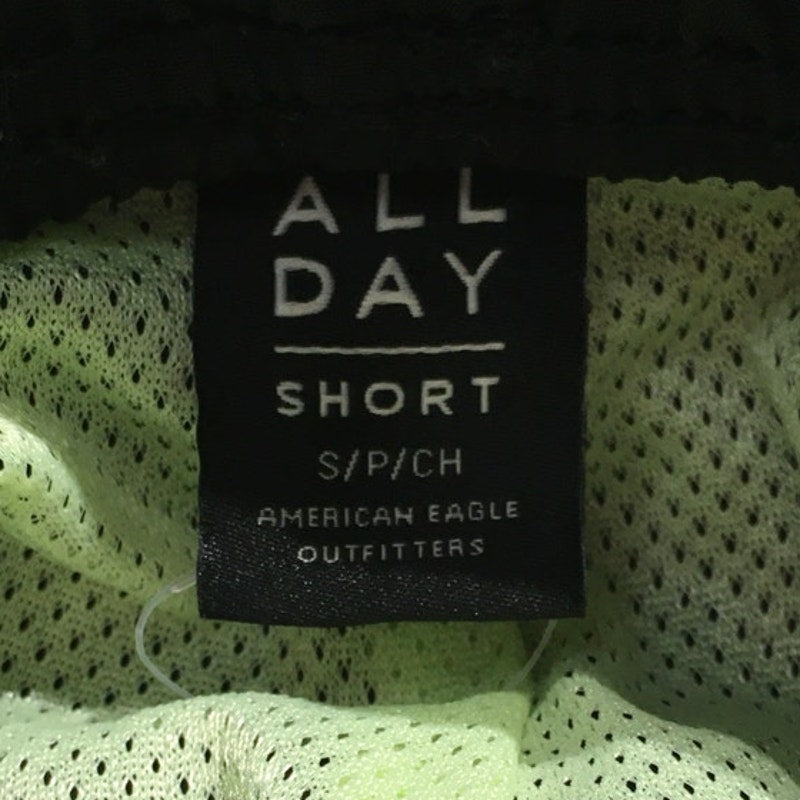 ALL
DAY
SHORT
S/P/CH
AMERICAN EAGLE
OUTFITTERS